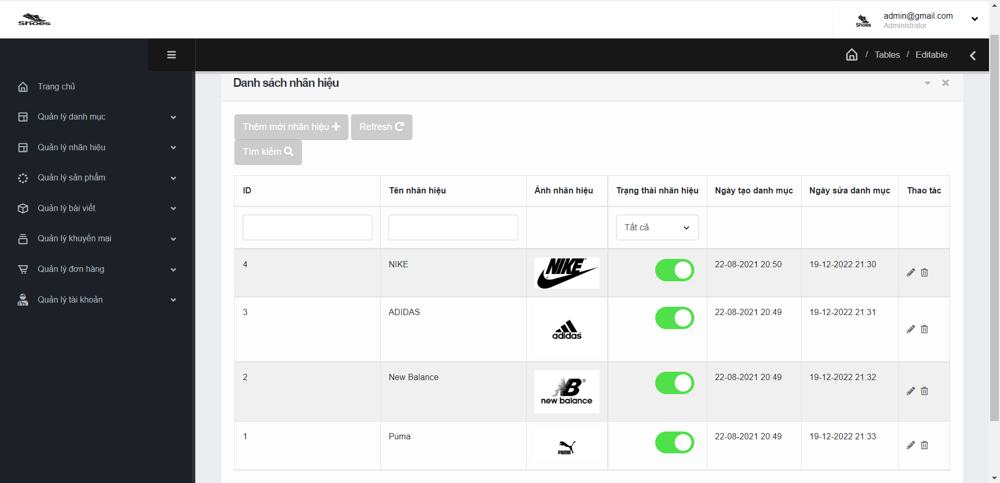 Shoes
Shoes
admin@gmail.com
Administrator
/ Tables / Editable
Trang chủ
Quản lý danh mục
Quản lý nhãn hiệu
Quản lý sản phẩm
Quản lý bài viết
Quản lý khuyến mại
Quản lý đơn hàng
Quản lý tài khoản
Danh sách nhãn hiệu
Thêm mới nhãn hiệu
Refresh
Tìm kiếm
ID Tên nhãn hiệu Ảnh nhãn hiệu Trạng thái nhãn hiệu Ngày tạo danh mục Ngày sửa danh mục Thao tác
Tất cả
4 NIKE NIKE 22-08-2021 20:50 19-12-2022 21:30
3 ADIDAS adidas 22-08-2021 20:49 19-12-2022 21:31
2 New Balance NB® new balance 22-08-2021 20:49 19-12-2022 21:32
1 Puma PUMA 22-08-2021 20:49 19-12-2022 21:33